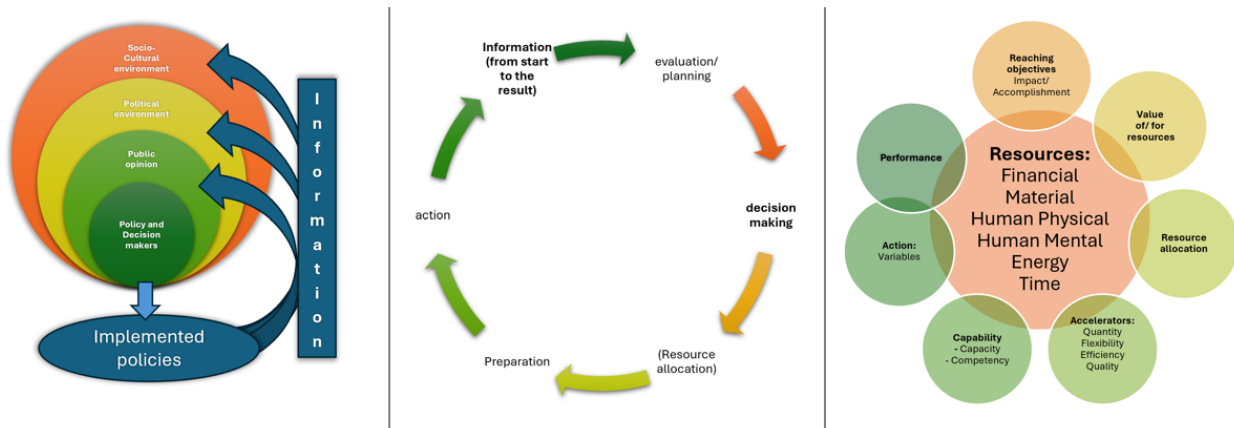 Socio-
Cultural
environment
Political
environment
Public
opinion
Policy and
Decision
makers
Implemented
policies
Information
Information
(from start
to the
result)
evaluation/
planning
decision
making
(Resource
allocation)
Preparation
action
Reaching
objectives
Impact/
Accomplishment
Value
of/ for
resources
Resource
allocation
Accelerators:
Quantity
Flexibility
Efficiency
Quality
Capability
- Capacity
- Competency
Action:
Variables
Performance
Resources:
Financial
Material
Human Physical
Human Mental
Energy
Time